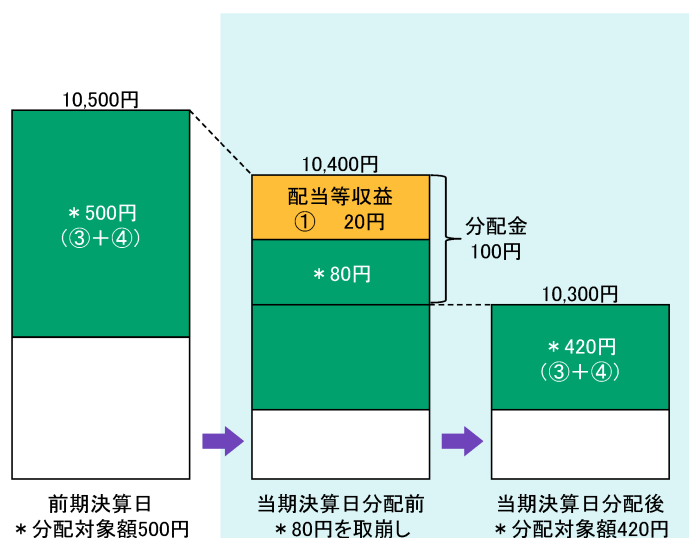 10,500円
＊500円
(③＋④)
前期決算日
＊分配対象額500円
10,400円
配当等収益
① 20円
＊80円
分配金
100円
当期決算日分配前
＊80円を取崩し
10,300円
＊420円
(③＋④)
当期決算日分配後
＊分配対象額420円